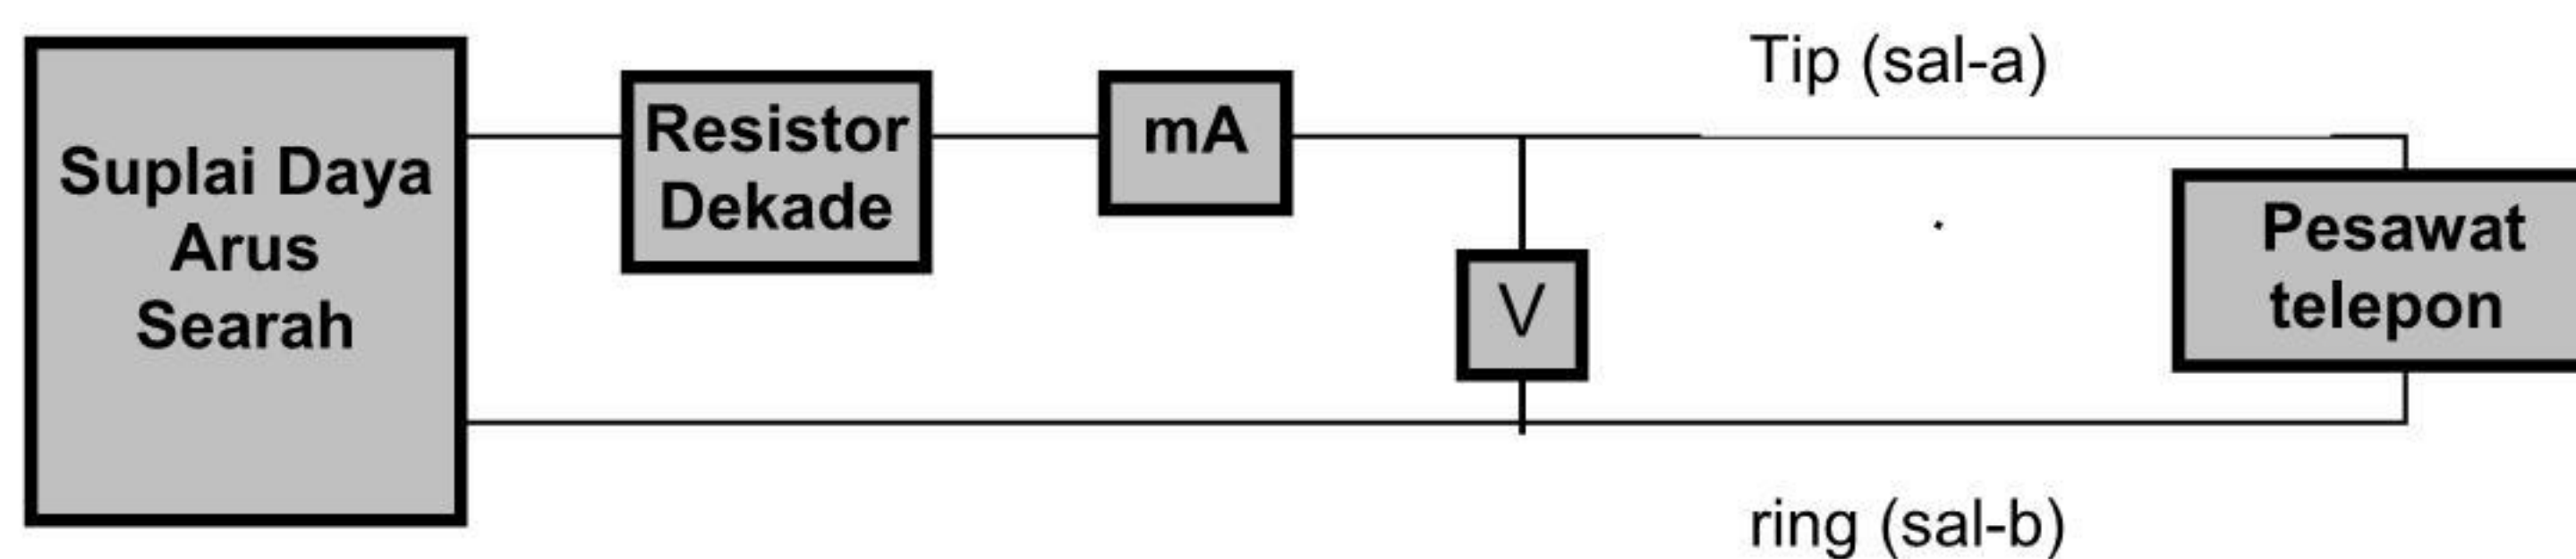 Suplai Daya
Arus
Searah
Resistor
Dekade
mA
V
Tip (sal-a)
Pesawat
telepon
ring (sal-b)